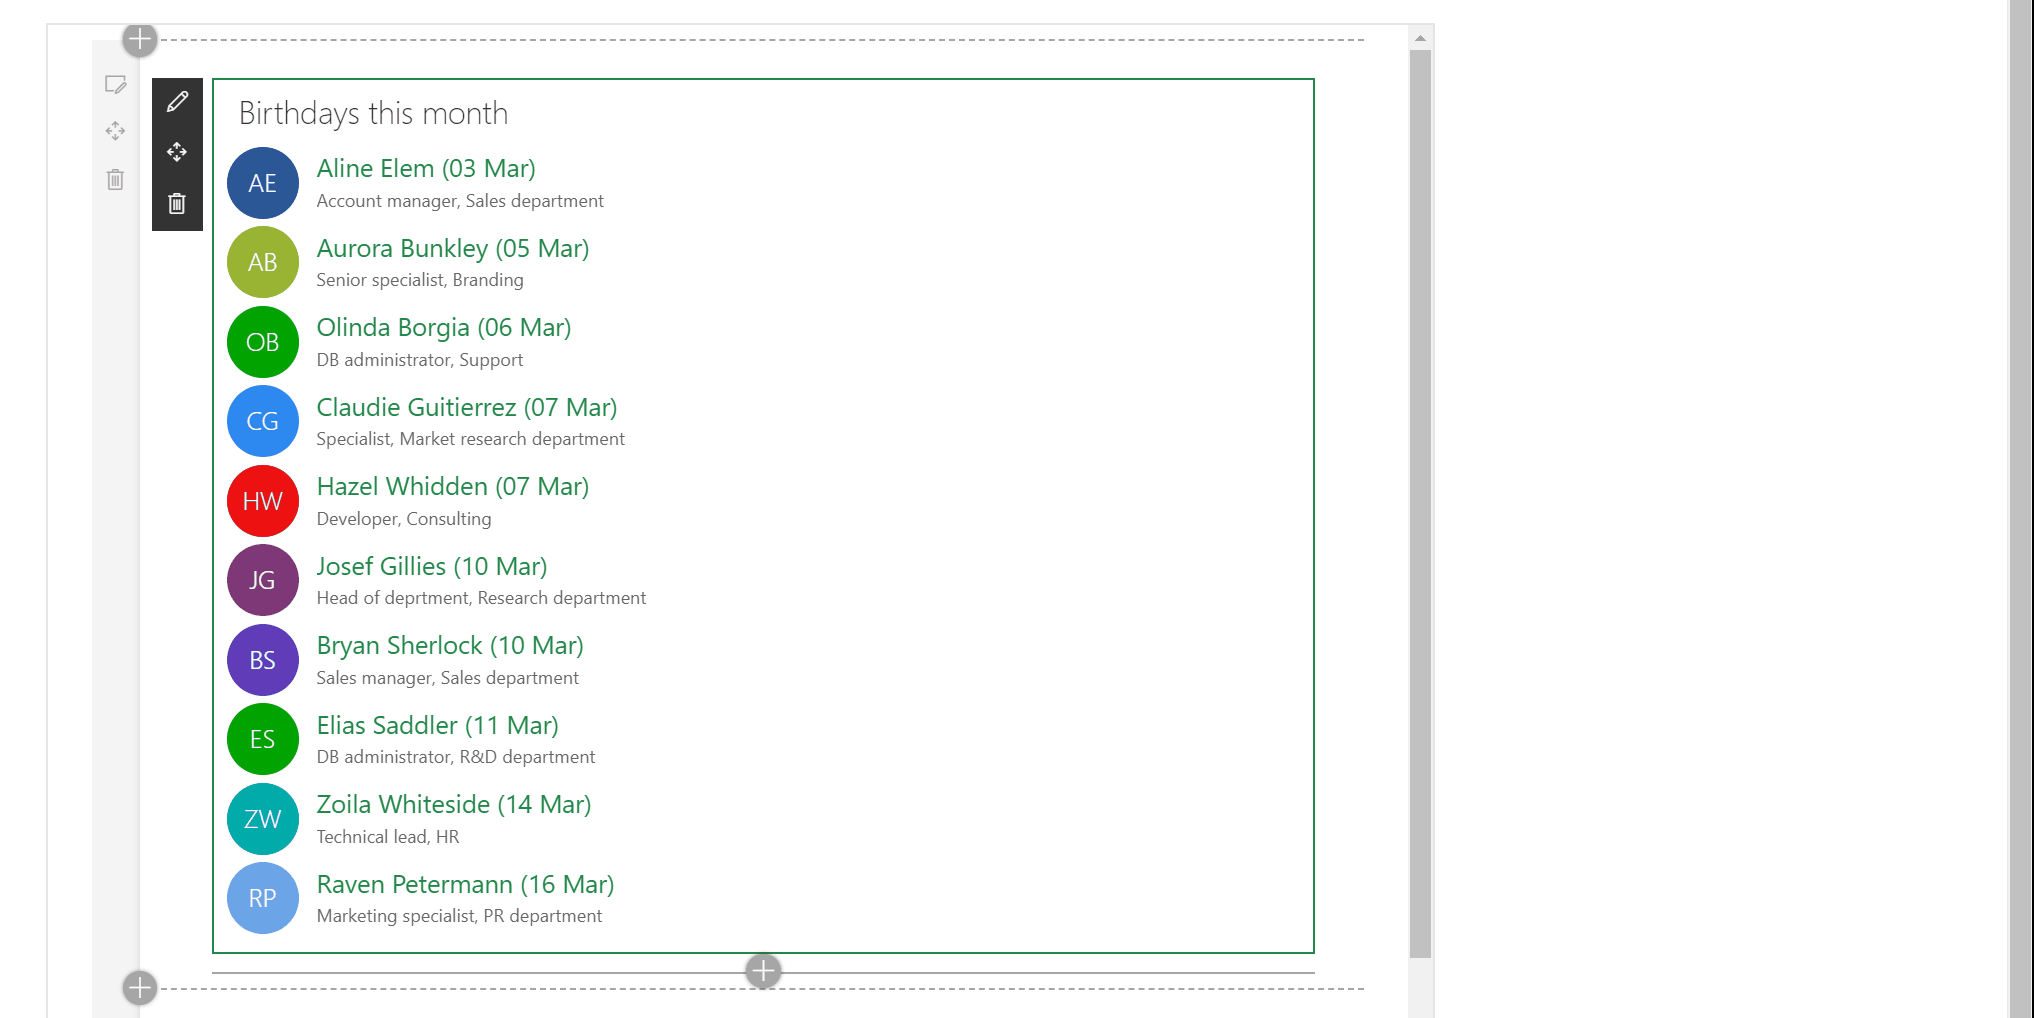 Birthdays this month
AE
Aline Elem (03 Mar)
Account manager, Sales department
AB
Aurora Bunkley (05 Mar)
Senior specialist, Branding
OB
Olinda Borgia (06 Mar)
DB administrator, Support
CG
Claudie Guitierrez (07 Mar)
Specialist, Market research department
HW
Hazel Whidden (07 Mar)
Developer, Consulting
JG
Josef Gillies (10 Mar)
Head of deprtment, Research department
BS
Bryan Sherlock (10 Mar)
Sales manager, Sales department
ES
Elias Saddler (11 Mar)
DB administrator, R&D department
ZW
Zoila Whiteside (14 Mar)
Technical lead, HR
RP
Raven Petermann (16 Mar)
Marketing specialist, PR department